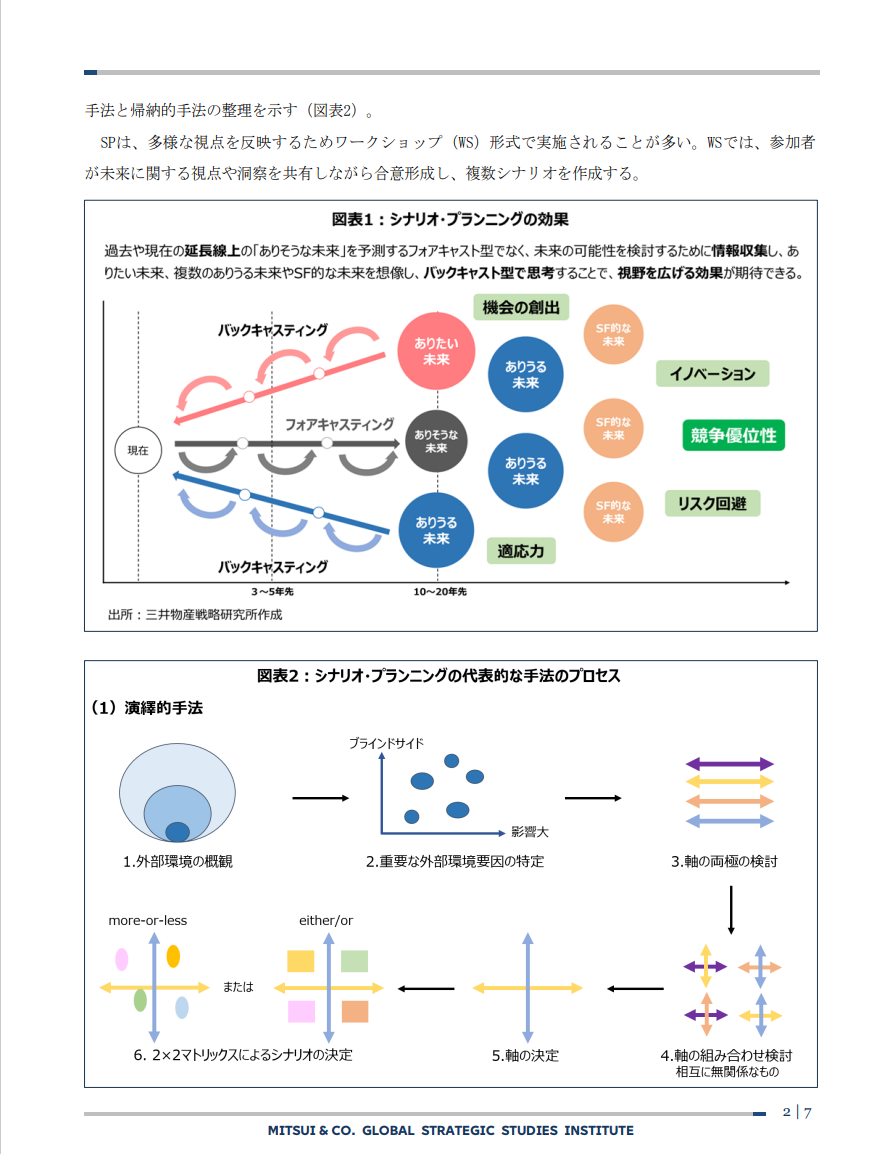 手法と帰納的手法の整理を示す（図表2）。
SPは、多様な視点を反映するためワークショップ（WS）形式で実施されることが多い。WSでは、参加者
が未来に関する視点や洞察を共有しながら合意形成し、複数シナリオを作成する。
図表1：シナリオ・プランニングの効果
過去や現在の延長線上の「ありそうな未来」を予測するフォアキャスト型でなく、未来の可能性を検討するために情報収集し、あ
りたい未来、複数のありうる未来やSF的な未来を想像し、バックキャスト型で思考することで、視野を広げる効果が期待できる。
機会の創出
バックキャスティング
ありたい
未来
SF的な
未来
ありうる
未来
イノベーション
フォアキャスティング
現在
ありそうな
未来
SF的な
未来
競争優位性
ありうる
未来
リスク回避
SF的な
未来
ありうる
未来
適応力
バックキャスティング
3～5年先
10～20年先
出所：三井物産戦略研究所作成
図表2：シナリオ・プランニングの代表的な手法のプロセス
（1）演繹的手法
ブラインドサイド
影響大
1.外部環境の概観
2.重要な外部環境要因の特定
3.軸の両極の検討
more-or-less
either/or
または
6．2×2マトリックスによるシナリオの決定
5.軸の決定
4.軸の組み合わせ検討
相互に無関係なもの
2 | 7
MITSUI & CO. GLOBAL STRATEGIC STUDIES INSTITUTE